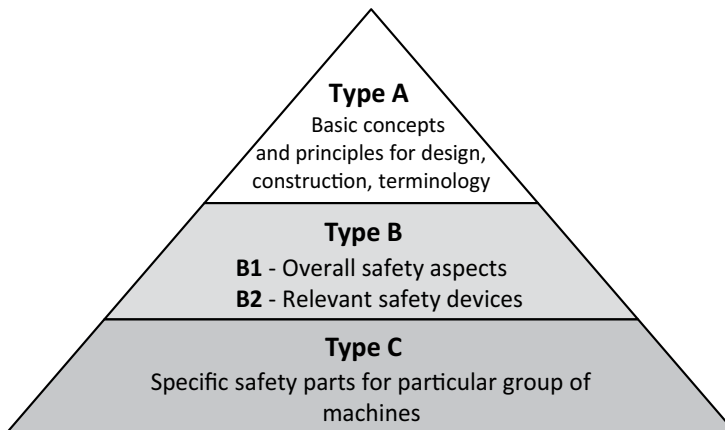 Type A
Basic concepts
and principles for design,
construction, terminology
Type B
B1 - Overall safety aspects
B2 - Relevant safety devices
Type C
Specific safety parts for particular group of
machines